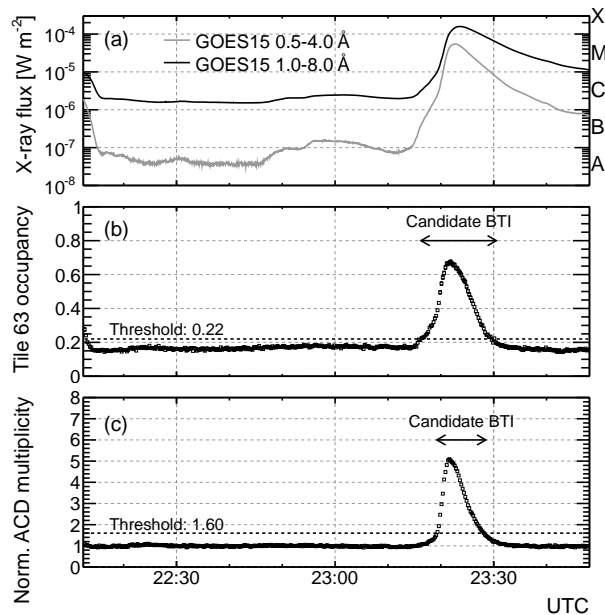 X-ray flux [W m-2]
10-4
10-5
10-6
10-7
10-8
(a)
GOES15 0.5-4.0 Å
GOES15 1.0-8.0 Å
X
M
C
B
A
Tile 63 occupancy
1
0.8
0.6
0.4
0.2
0
(b)
Candidate BTI
Threshold: 0.22
Norm. ACD multiplicity
8
7
6
5
4
3
2
1
0
(c)
Candidate BTI
Threshold: 1.60
22:30
23:00
23:30
UTC